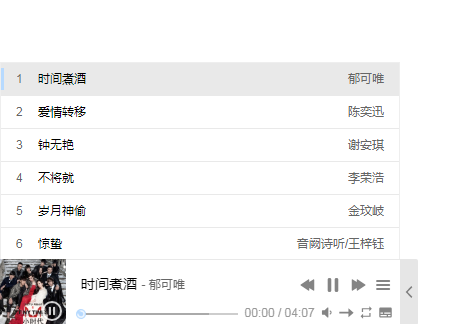 1 时间煮酒 郁可唯
2 爱情转移 陈奕迅
3 钟无艳 谢安琪
4 不将就 李荣浩
5 岁月神偷 金玟岐
6 惊蛰 音阙诗听/王梓钰
时间煮酒 - 郁可唯
00:00 / 04:07
小时代